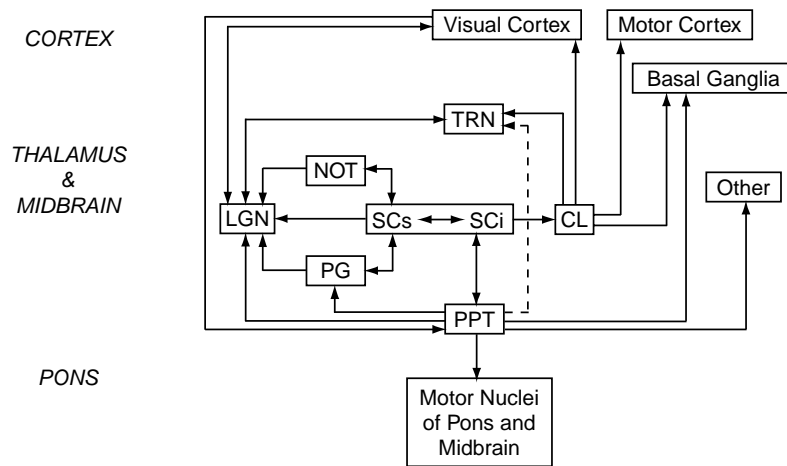 CORTEX
Visual Cortex
Motor Cortex
Basal Ganglia
THALAMUS
&
MIDBRAIN
TRN
NOT
Other
LGN
SCs
SCi
CL
PG
PPT
PONS
Motor Nuclei
of Pons and
Midbrain